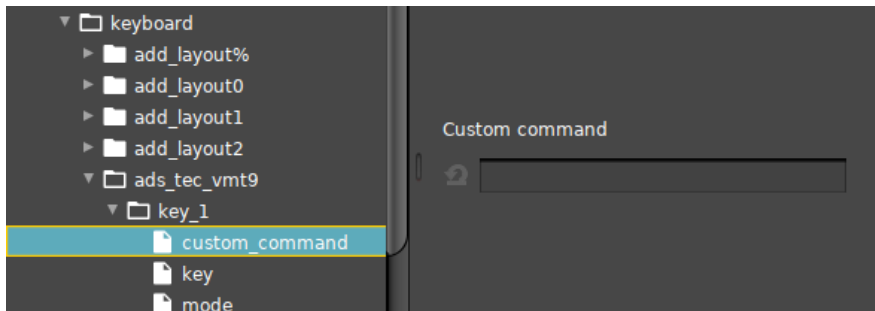 keyboard
add_layout%
add_layout0
add_layout1
add_layout2
ads_tec_vmt9
key_1
custom_command
key
mode
Custom command